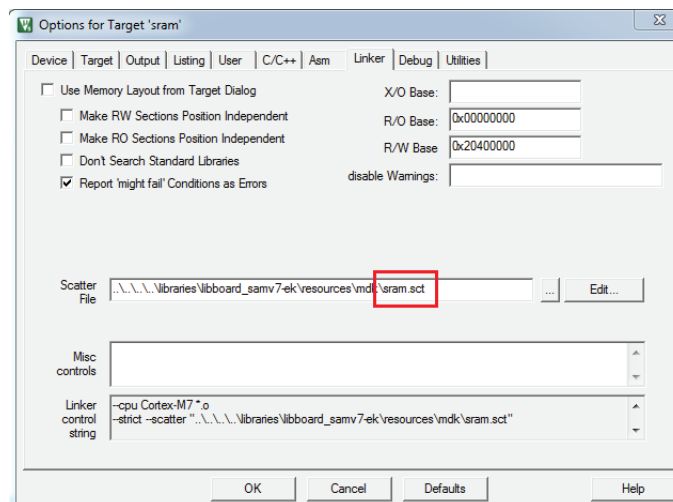 Options for Target 'sram'
Device Target Output Listing User C/C++ Asm Linker Debug Utilities
Use Memory Layout from Target Dialog
X/O Base:
Make RW Sections Position Independent
R/O Base: 0x00000000
Make RO Sections Position Independent
R/W Base 0x20400000
Don't Search Standard Libraries
Report 'might fail' Conditions as Errors
disable Warnings:
Scatter
File
..\..\..\..\libraries\libboard_samv7-ek\resources\mdk\sram.sct
...
Edit...
Misc
controls
Linker
control
string
--cpu Cortex-M7 *.o
--strict --scatter "..\..\..\..\libraries\libboard_samv7-ek\resources\mdk\sram.sct"
OK Cancel Defaults Help